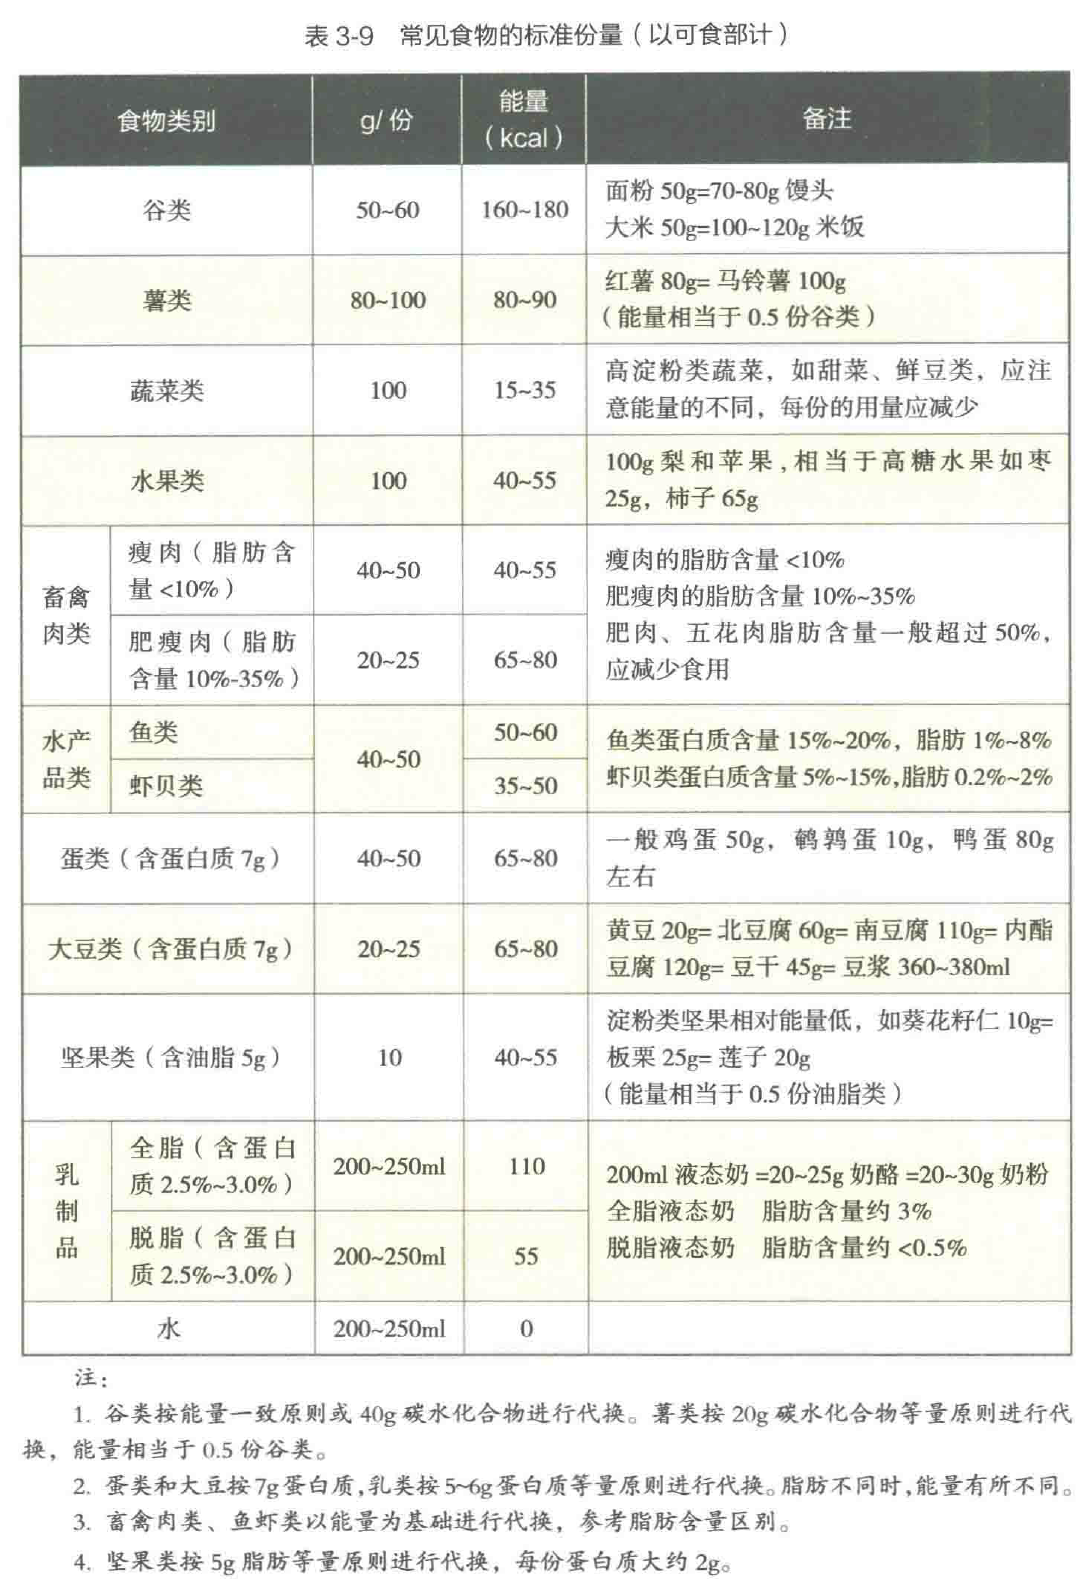 表 3-9 常见食物的标准份量（以可食部计）
食物类别 g/份 能量（kcal） 备注
谷类 50~60 160~180 面粉 50g=70-80g 馒头
大米 50g=100~120g 米饭
薯类 80~100 80~90 红薯 80g= 马铃薯 100g
（能量相当于 0.5 份谷类）
蔬菜类 100 15~35 高淀粉类蔬菜，如甜菜、鲜豆类，应注
意能量的不同，每份的用量应减少
水果类 100 40~55 100g 梨和苹果，相当于高糖水果如枣
25g，柿子 65g
畜禽
肉类
瘦肉（脂肪含
量 <10%）
40~50 40~55
肥瘦肉（脂肪
含量 10%-35%）
20~25 65~80
瘦肉的脂肪含量 <10%
肥瘦肉的脂肪含量 10%~35%
肥肉、五花肉脂肪含量一般超过 50%，
应减少食用
水产
品类
鱼类 40~50 50~60
虾贝类 35~50
鱼类蛋白质含量 15%~20%，脂肪 1%~8%
虾贝类蛋白质含量 5%~15%,脂肪 0.2%~2%
蛋类（含蛋白质 7g） 40~50 65~80 一般鸡蛋 50g，鹌鹑蛋 10g，鸭蛋 80g
左右
大豆类（含蛋白质 7g） 20~25 65~80 黄豆 20g= 北豆腐 60g= 南豆腐 110g= 内酯
豆腐 120g= 豆干 45g= 豆浆 360~380ml
坚果类（含油脂 5g） 10 40~55 淀粉类坚果相对能量低，如葵花籽仁 10g=
板栗 25g= 莲子 20g
（能量相当于 0.5 份油脂类）
乳
制
品
全脂（含蛋白
质 2.5%~3.0%）
200~250ml 110
脱脂（含蛋白
质 2.5%~3.0%）
200~250ml 55
200ml 液态奶 =20~25g 奶酪 =20~30g 奶粉
全脂液态奶 脂肪含量约 3%
脱脂液态奶 脂肪含量约 <0.5%
水 200~250ml 0
注：
1. 谷类按能量一致原则或 40g 碳水化合物进行代换。薯类按 20g 碳水化合物等量原则进行代
换，能量相当于 0.5 份谷类。
2. 蛋类和大豆按 7g 蛋白质,乳类按 5~6g 蛋白质等量原则进行代换。脂肪不同时,能量有所不同。
3. 畜禽肉类、鱼虾类以能量为基础进行代换，参考脂肪含量区别。
4. 坚果类按 5g 脂肪等量原则进行代换，每份蛋白质大约 2g。